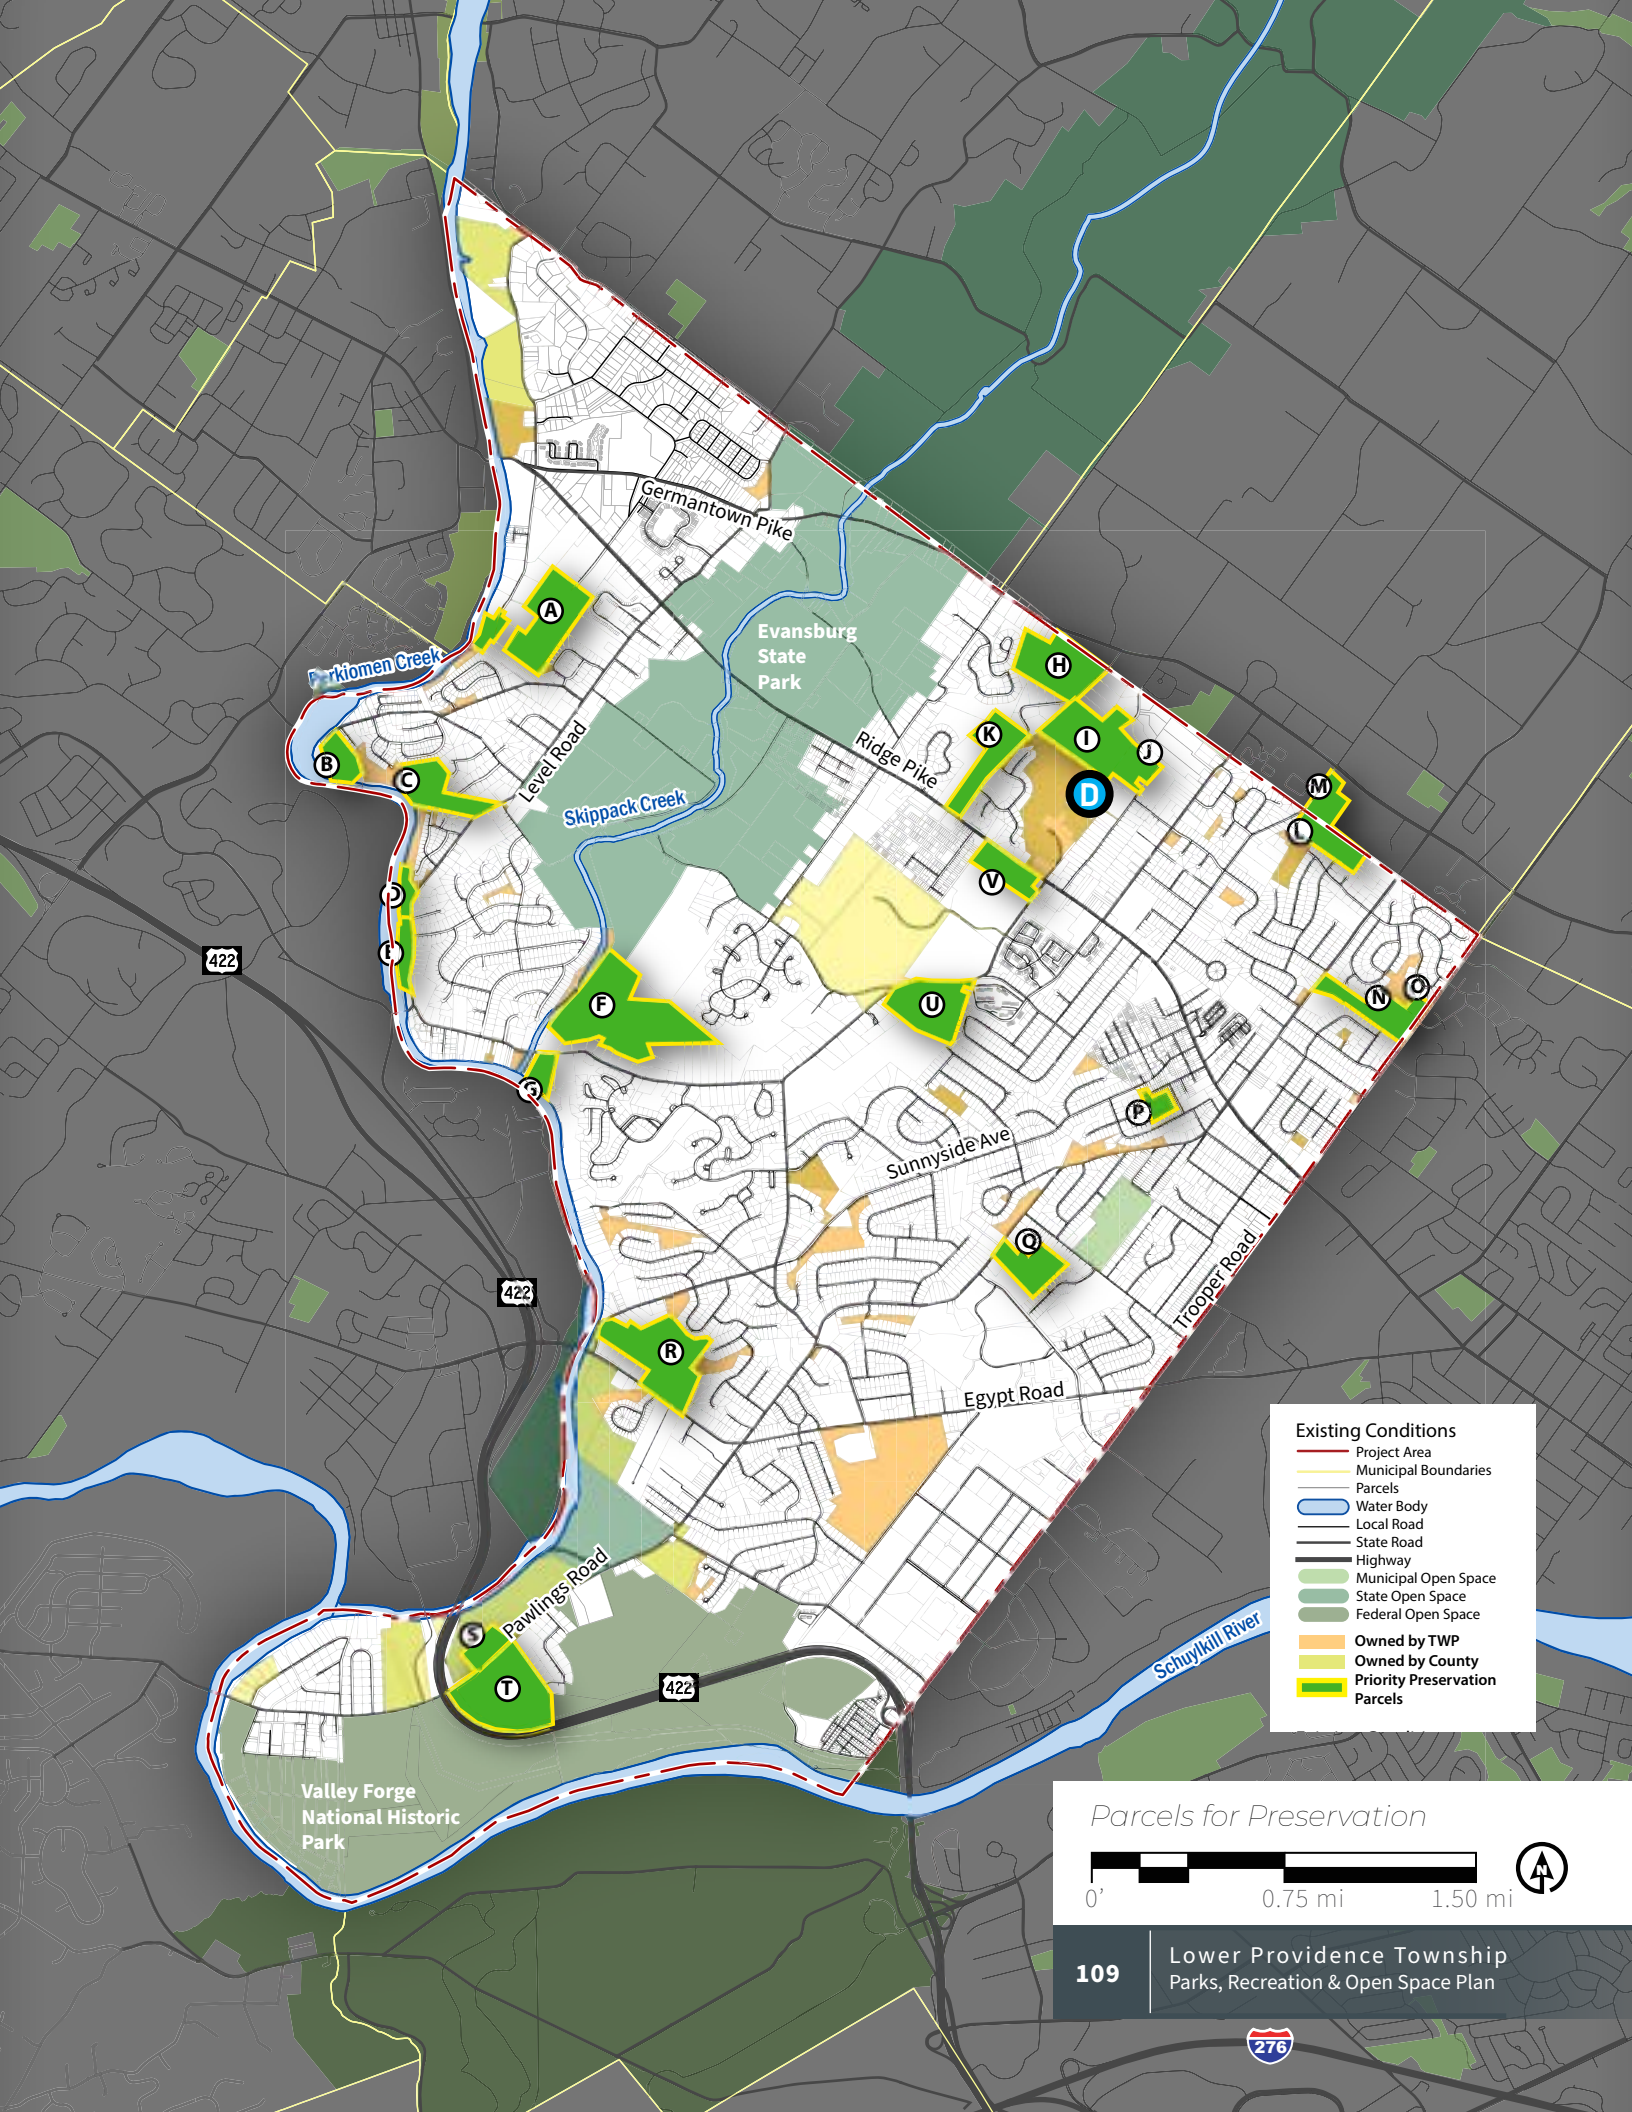 Germantown Pike
A
Evansburg
State
Park
Perkiomen Creek
H
K
I
J
B
C
Level Road
Ridge Pike
D
M
Skippack Creek
L
V
D
E
422
F
U
N
O
G
P
Sunnyside Ave
Q
422
Trooper Road
R
Egypt Road
Existing Conditions
Project Area
Municipal Boundaries
Parcels
Water Body
Local Road
State Road
Highway
Municipal Open Space
State Open Space
Federal Open Space
Owned by TWP
Owned by County
Priority Preservation
Parcels
Pawlings Road
S
T
422
Schuylkill River
Valley Forge
National Historic
Park
Parcels for Preservation
0'
0.75 mi
1.50 mi
N
109
Lower Providence Township
Parks, Recreation & Open Space Plan
276